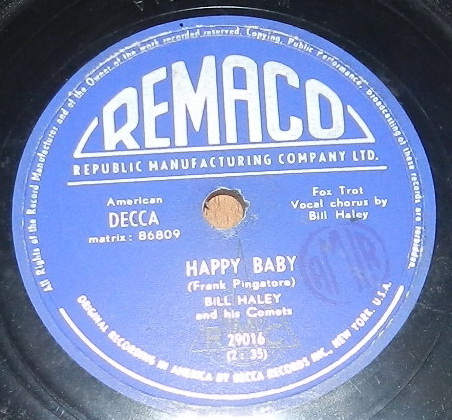 All Rights of the Record Manufactures and of the Owner of the work recorded reserved. Copying, Public Performance, broadcasting of these records are forbidden.
REMACO
REPUBLIC MANUFACTURING COMPANY LTD.
American
DECCA
matrix: 86809
Fox Trot
Vocal chorus by
Bill Haley
HAPPY BABY
(Frank Pingatore)
BILL HALEY
and his Comets
29016
(2:35)
ORIGINAL RECORDING IN AMERICA BY DECCA RECORDS INC., NEW YORK, U.S.A.